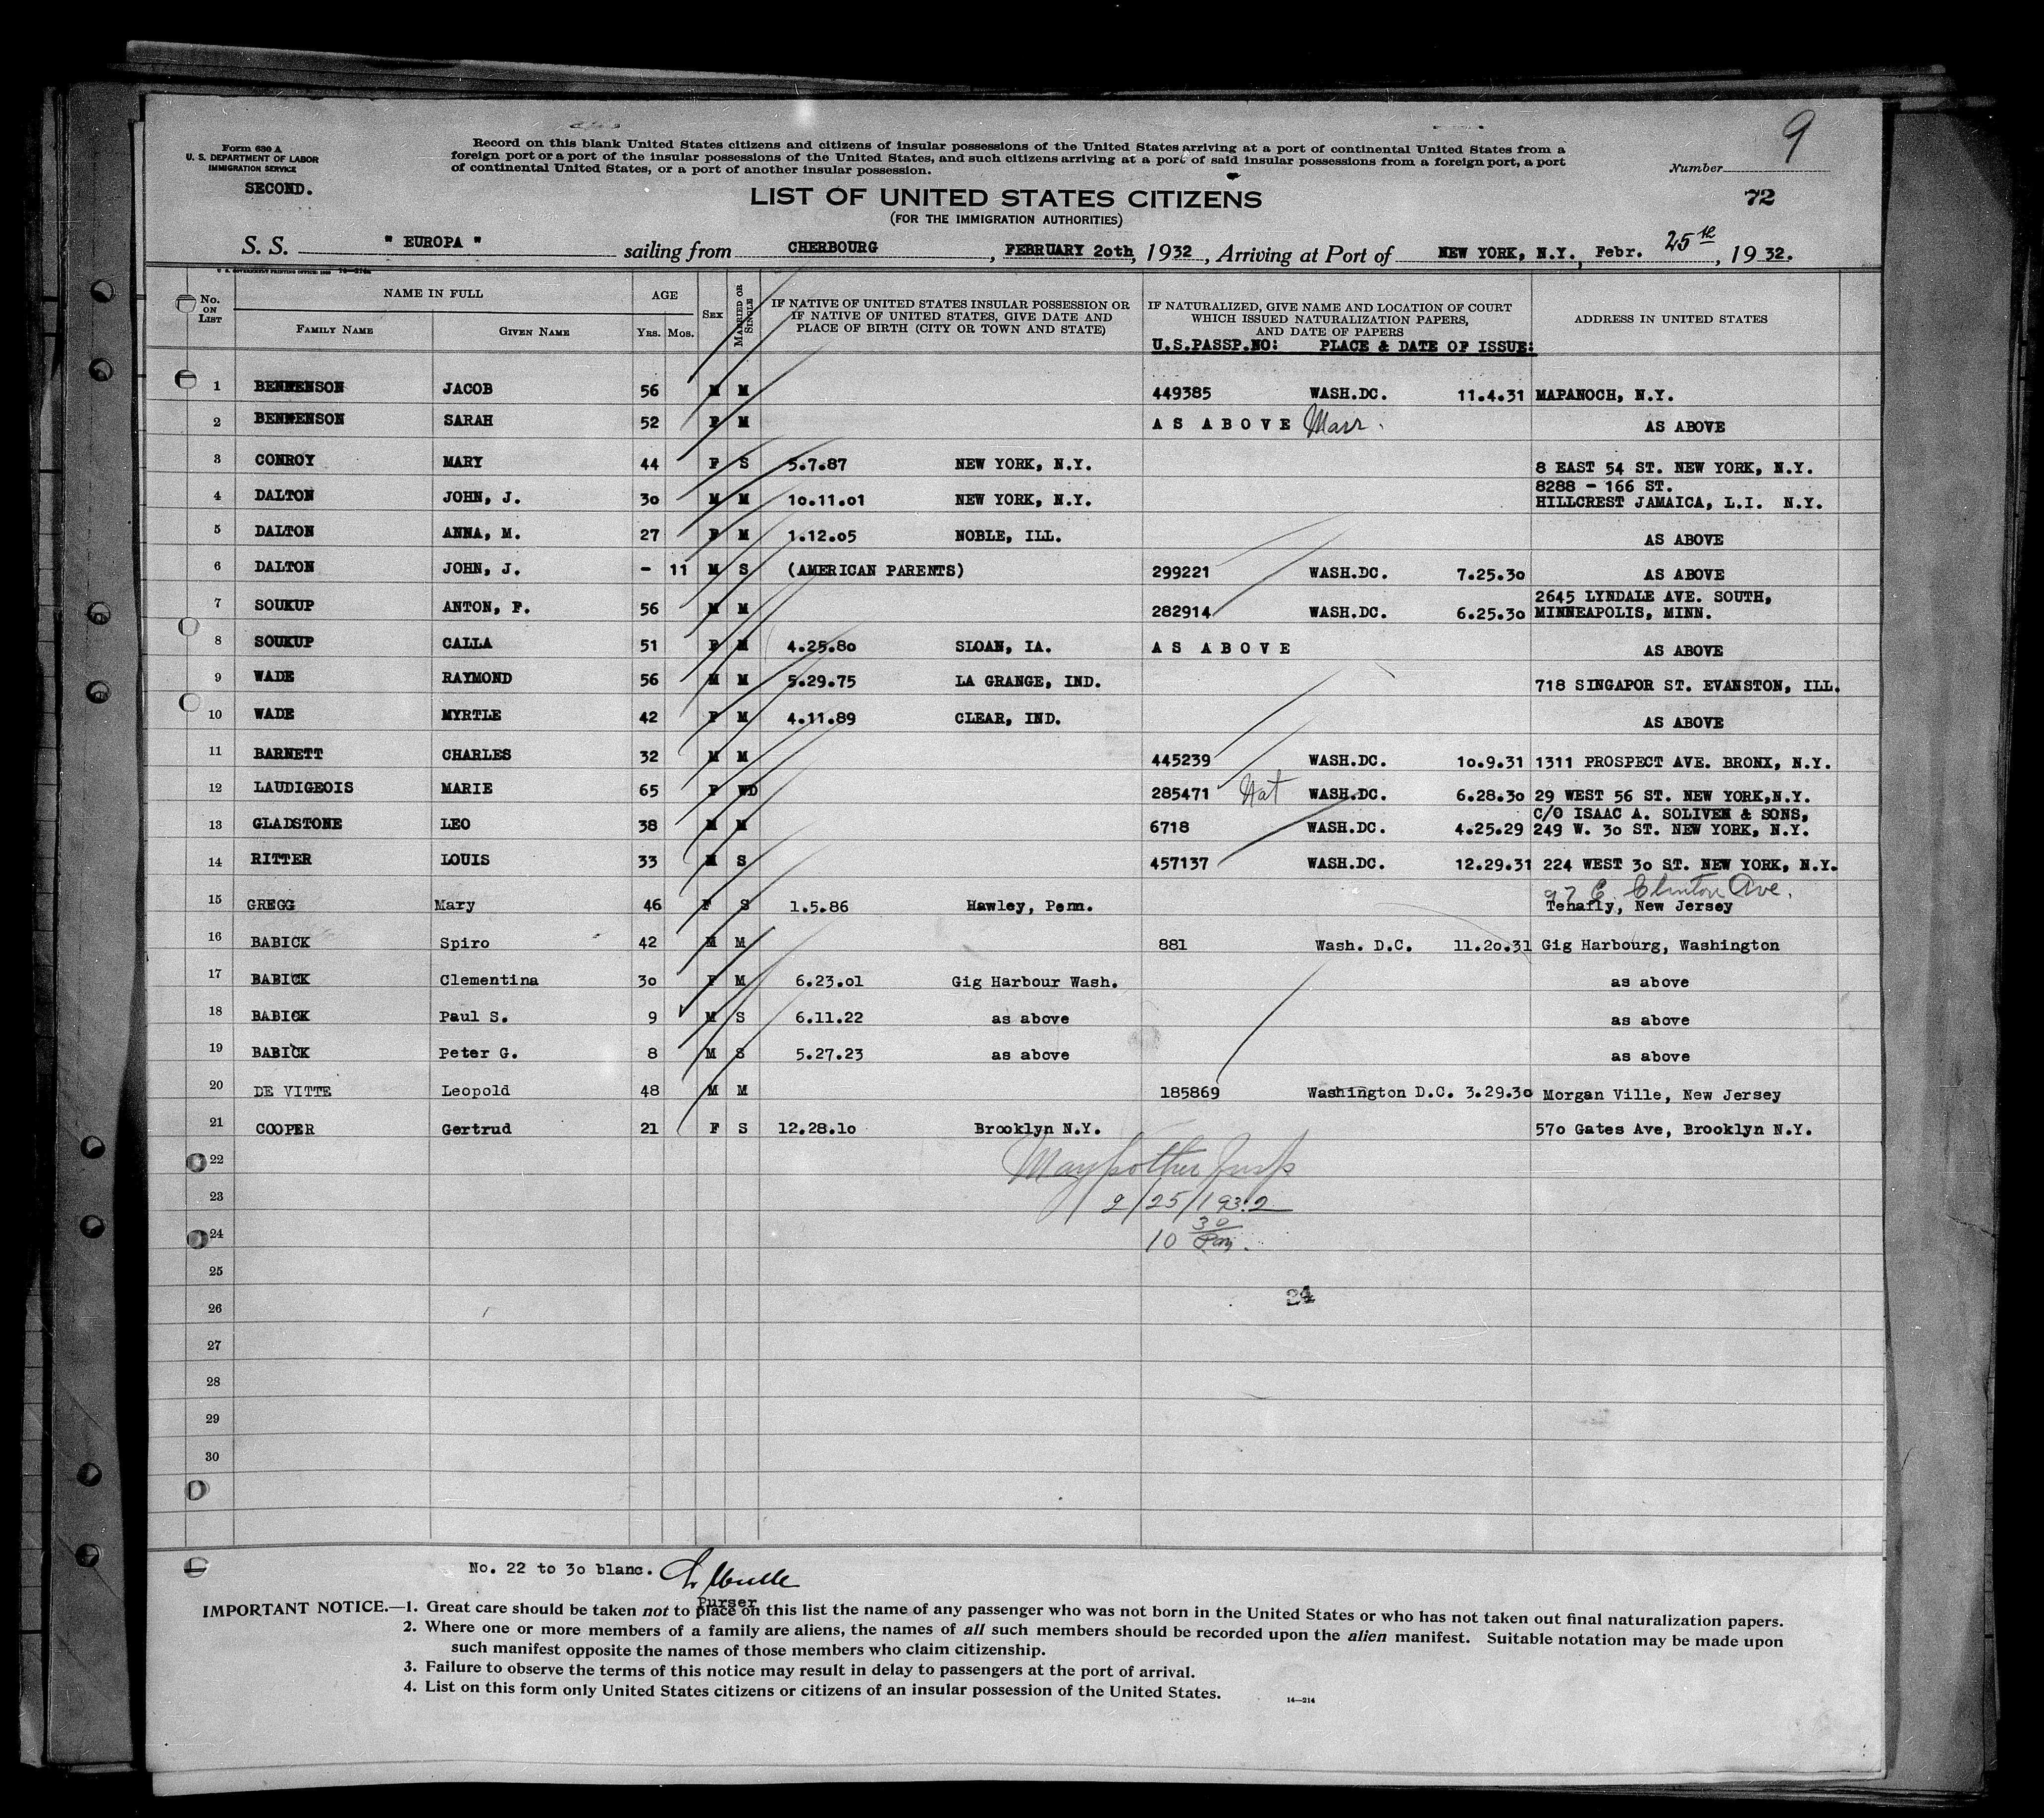 9
Form 630 A
U. S. DEPARTMENT OF LABOR
IMMIGRATION SERVICE
SECOND.
Record on this blank United States citizens and citizens of insular possessions of the United States arriving at a port of continental United States from a
foreign port or a port of the insular possessions of the United States, and such citizens arriving at a port of said insular possessions from a foreign port, a port
of continental United States, or a port of another insular possession.
Number
LIST OF UNITED STATES CITIZENS
(FOR THE IMMIGRATION AUTHORITIES)
72
S. S. " EUROPA " sailing from CHERBOURG, FEBRUARY 2oth, 1932, Arriving at Port of NEW YORK, N.Y., Febr. 25th, 1932.
U. S. GOVERNMENT PRINTING OFFICE: 14-214a
No. ON LIST NAME IN FULL FAMILY NAME GIVEN NAME AGE YRS. MOS. SEX MARRIED OR SINGLE
IF NATIVE OF UNITED STATES INSULAR POSSESSION OR
IF NATIVE OF UNITED STATES, GIVE DATE AND
PLACE OF BIRTH (CITY OR TOWN AND STATE)
IF NATURALIZED, GIVE NAME AND LOCATION OF COURT
WHICH ISSUED NATURALIZATION PAPERS,
AND DATE OF PAPERS
U.S.PASSP.NO: PLACE & DATE OF ISSUE:
ADDRESS IN UNITED STATES
1 BENWENSON JACOB 56 M M 449385 WASH.DC. 11.4.31 MAPANOCH, N.Y.
2 BENWENSON SARAH 52 F M AS ABOVE Marr. AS ABOVE
3 CONROY MARY 44 F S 5.7.87 NEW YORK, N.Y. 8 EAST 54 ST. NEW YORK, N.Y.
8288 - 166 ST.
4 DALTON JOHN, J. 3o M M 1o.11.o1 NEW YORK, N.Y. HILLCREST JAMAICA, L.I. N.Y.
5 DALTON ANNA, M. 27 F M 1.12.o5 NOBLE, ILL. AS ABOVE
6 DALTON JOHN, J. - 11 M S (AMERICAN PARENTS) 299221 WASH.DC. 7.25.3o AS ABOVE
2645 LYNDALE AVE. SOUTH,
7 SOUKUP ANTON, F. 56 M M 282914 WASH.DC. 6.25.3o MINNEAPOLIS, MINN.
8 SOUKUP CALLA 51 F M 4.25.8o SLOAN, IA. AS ABOVE AS ABOVE
9 WADE RAYMOND 56 M M 5.29.75 LA GRANGE, IND. 718 SINGAPOR ST. EVANSTON, ILL.
10 WADE MYRTLE 42 F M 4.11.89 CLEAR, IND. AS ABOVE
11 BARNETT CHARLES 32 M M 445239 WASH.DC. 1o.9.31 1311 PROSPECT AVE. BRONX, N.Y.
12 LAUDIGEOIS MARIE 65 F WD 285471 Nat WASH.DC. 6.28.3o 29 WEST 56 ST. NEW YORK,N.Y.
C/O ISAAC A. SOLIVEN & SONS,
13 GLADSTONE LEO 38 M M 6718 WASH.DC. 4.25.29 249 W. 3o ST. NEW YORK, N.Y.
14 RITTER LOUIS 33 M S 457137 WASH.DC. 12.29.31 224 WEST 3o ST. NEW YORK, N.Y.
97 E. Clinton Ave.
15 GREGG Mary 46 F S 1.5.86 Hawley, Penn. Tenafly, New Jersey
16 BABICK Spiro 42 M M 881 Wash. D.C. 11.2o.31 Gig Harbourg, Washington
17 BABICK Clementina 3o F M 6.23.o1 Gig Harbour Wash. as above
18 BABICK Paul S. 9 M S 6.11.22 as above as above
19 BABICK Peter G. 8 M S 5.27.23 as above as above
20 DE VITTE Leopold 48 M M 185869 Washington D.C. 3.29.3o Morgan Ville, New Jersey
21 COOPER Gertrud 21 F S 12.28.1o Brooklyn N.Y. 57o Gates Ave, Brooklyn N.Y.
22
23 2/25/1932
24 10 30
25
26 24
27
28
29
30
No. 22 to 3o blanc.
Purser
IMPORTANT NOTICE.—1. Great care should be taken not to place on this list the name of any passenger who was not born in the United States or who has not taken out final naturalization papers.
2. Where one or more members of a family are aliens, the names of all such members should be recorded upon the alien manifest. Suitable notation may be made upon
such manifest opposite the names of those members who claim citizenship.
3. Failure to observe the terms of this notice may result in delay to passengers at the port of arrival.
4. List on this form only United States citizens or citizens of an insular possession of the United States.
14—214